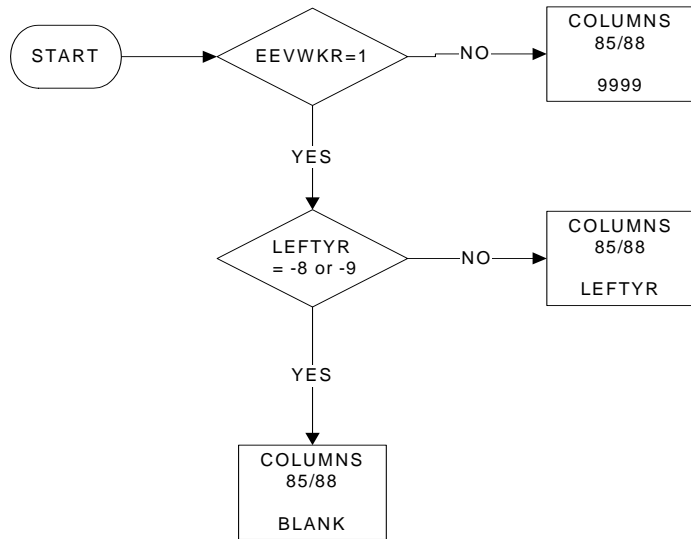 START
EEVWKR=1
NO
COLUMNS
85/88
9999
YES
LEFTYR
= -8 or -9
NO
COLUMNS
85/88
LEFTYR
YES
COLUMNS
85/88
BLANK